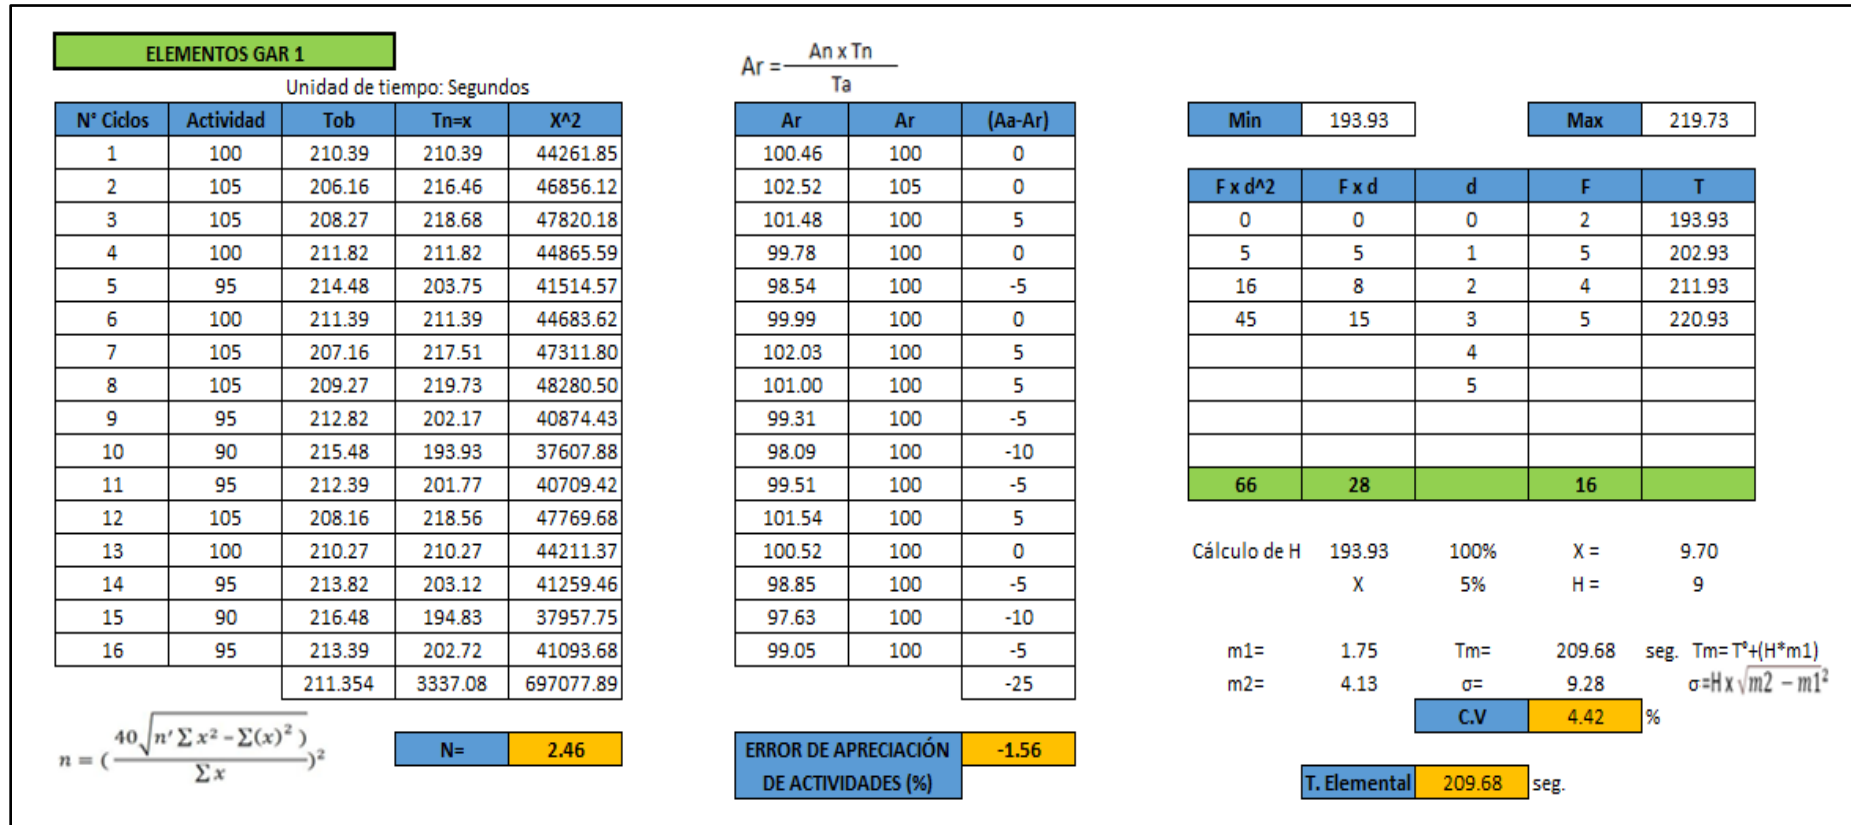 ELEMENTOS GAR 1
Unidad de tiempo: Segundos
N° Ciclos Actividad Tob Tn=x X^2
1 100 210.39 210.39 44261.85
2 105 206.16 216.46 46856.12
3 105 208.27 218.68 47820.18
4 100 211.82 211.82 44865.59
5 95 214.48 203.75 41514.57
6 100 211.39 211.39 44683.62
7 105 207.16 217.51 47311.80
8 105 209.27 219.73 48280.50
9 95 212.82 202.17 40874.43
10 90 215.48 193.93 37607.88
11 95 212.39 201.77 40709.42
12 105 208.16 218.56 47769.68
13 100 210.27 210.27 44211.37
14 95 213.82 203.12 41259.46
15 90 216.48 194.83 37957.75
16 95 213.39 202.72 41093.68
211.354 3337.08 697077.89
n = (40√(n′ ∑ x² − ∑(x)² ) / ∑ x)²
N= 2.46
Ar = An x Tn / Ta
Ar Ar (Aa-Ar)
100.46 100 0
102.52 105 0
101.48 100 5
99.78 100 0
98.54 100 -5
99.99 100 0
102.03 100 5
101.00 100 5
99.31 100 -5
98.09 100 -10
99.51 100 -5
101.54 100 5
100.52 100 0
98.85 100 -5
97.63 100 -10
99.05 100 -5
-25
ERROR DE APRECIACIÓN -1.56
DE ACTIVIDADES (%)
Min 193.93 Max 219.73
F x d^2 F x d d F T
0 0 0 2 193.93
5 5 1 5 202.93
16 8 2 4 211.93
45 15 3 5 220.93
4
5
66 28 16
Cálculo de H 193.93 100% X = 9.70
X 5% H = 9
m1= 1.75 Tm= 209.68 seg. Tm= T°+(H*m1)
m2= 4.13 σ= 9.28 σ=H x √m2 − m1²
C.V 4.42 %
T. Elemental 209.68 seg.